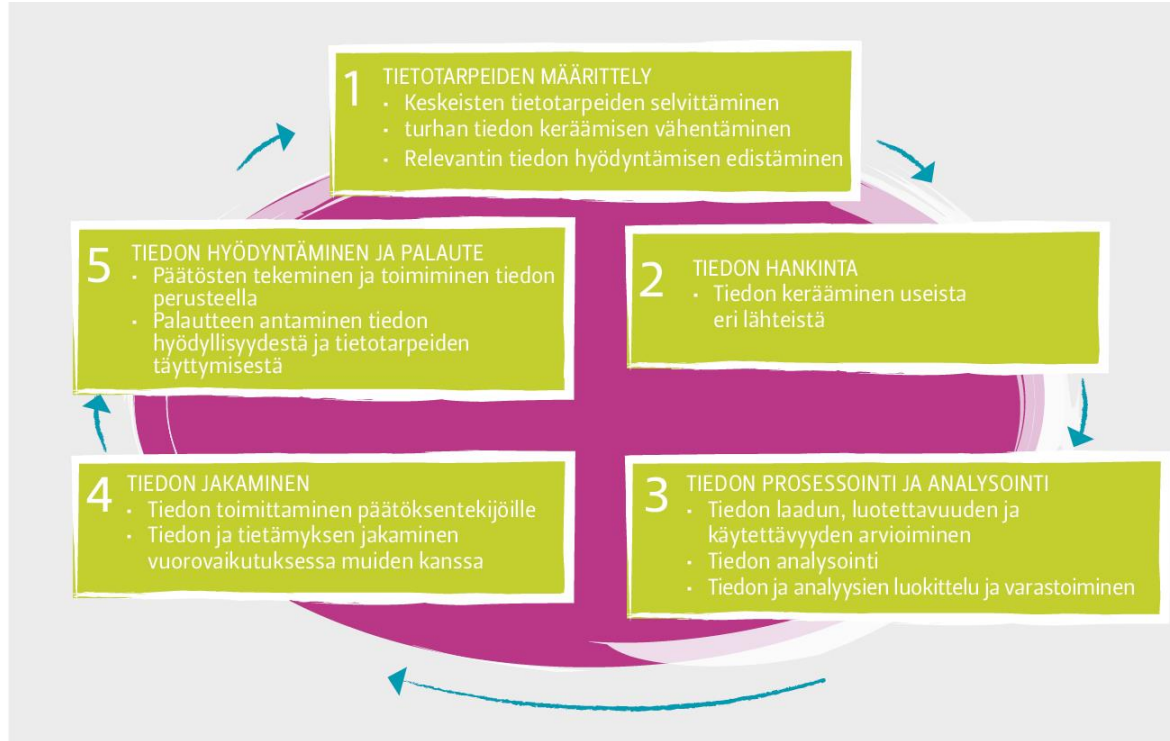 1 TIETOTARPEIDEN MÄÄRITTELY
• Keskeisten tietotarpeiden selvittäminen
• turhan tiedon keräämisen vähentäminen
• Relevantin tiedon hyödyntämisen edistäminen
2 TIEDON HANKINTA
• Tiedon kerääminen useista
eri lähteistä
3 TIEDON PROSESSOINTI JA ANALYSOINTI
• Tiedon laadun, luotettavuuden ja
käytettävyyden arvioiminen
• Tiedon analysointi
• Tiedon ja analyysien luokittelu ja varastoiminen
4 TIEDON JAKAMINEN
• Tiedon toimittaminen päätöksentekijöille
• Tiedon ja tietämyksen jakaminen
vuorovaikutuksessa muiden kanssa
5 TIEDON HYÖDYNTÄMINEN JA PALAUTE
• Päätösten tekeminen ja toimiminen tiedon
perusteella
• Palautteen antaminen tiedon
hyödyllisyydestä ja tietotarpeiden
täyttymisestä